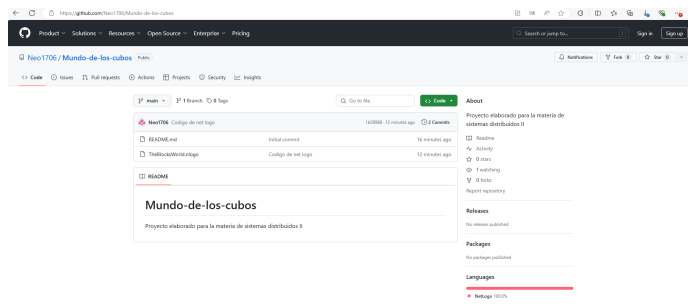 https://github.com/Neo1706/Mundo-de-los-cubos
Product Solutions Resources Open Source Enterprise Pricing
Search or jump to...
Sign in
Sign up
Neo1706 / Mundo-de-los-cubos Public
Notifications
Fork 0
Star 0
Code Issues Pull requests Actions Projects Security Insights
main
1 Branch
0 Tags
Go to file
Code
About
Neo1706 Codigo de net logo
12 minutes ago
2 Commits
README.md Initial commit 16 minutes ago
TheBlocksWorld.nlogo Codigo de net logo 12 minutes ago
README
Mundo-de-los-cubos
Proyecto elaborado para la materia de sistemas distribuidos II
Proyecto elaborado para la materia de
sistemas distribuidos II
Readme
Activity
0 stars
1 watching
0 forks
Report repository
Releases
No releases published
Packages
No packages published
Languages
NetLogo 100.0%